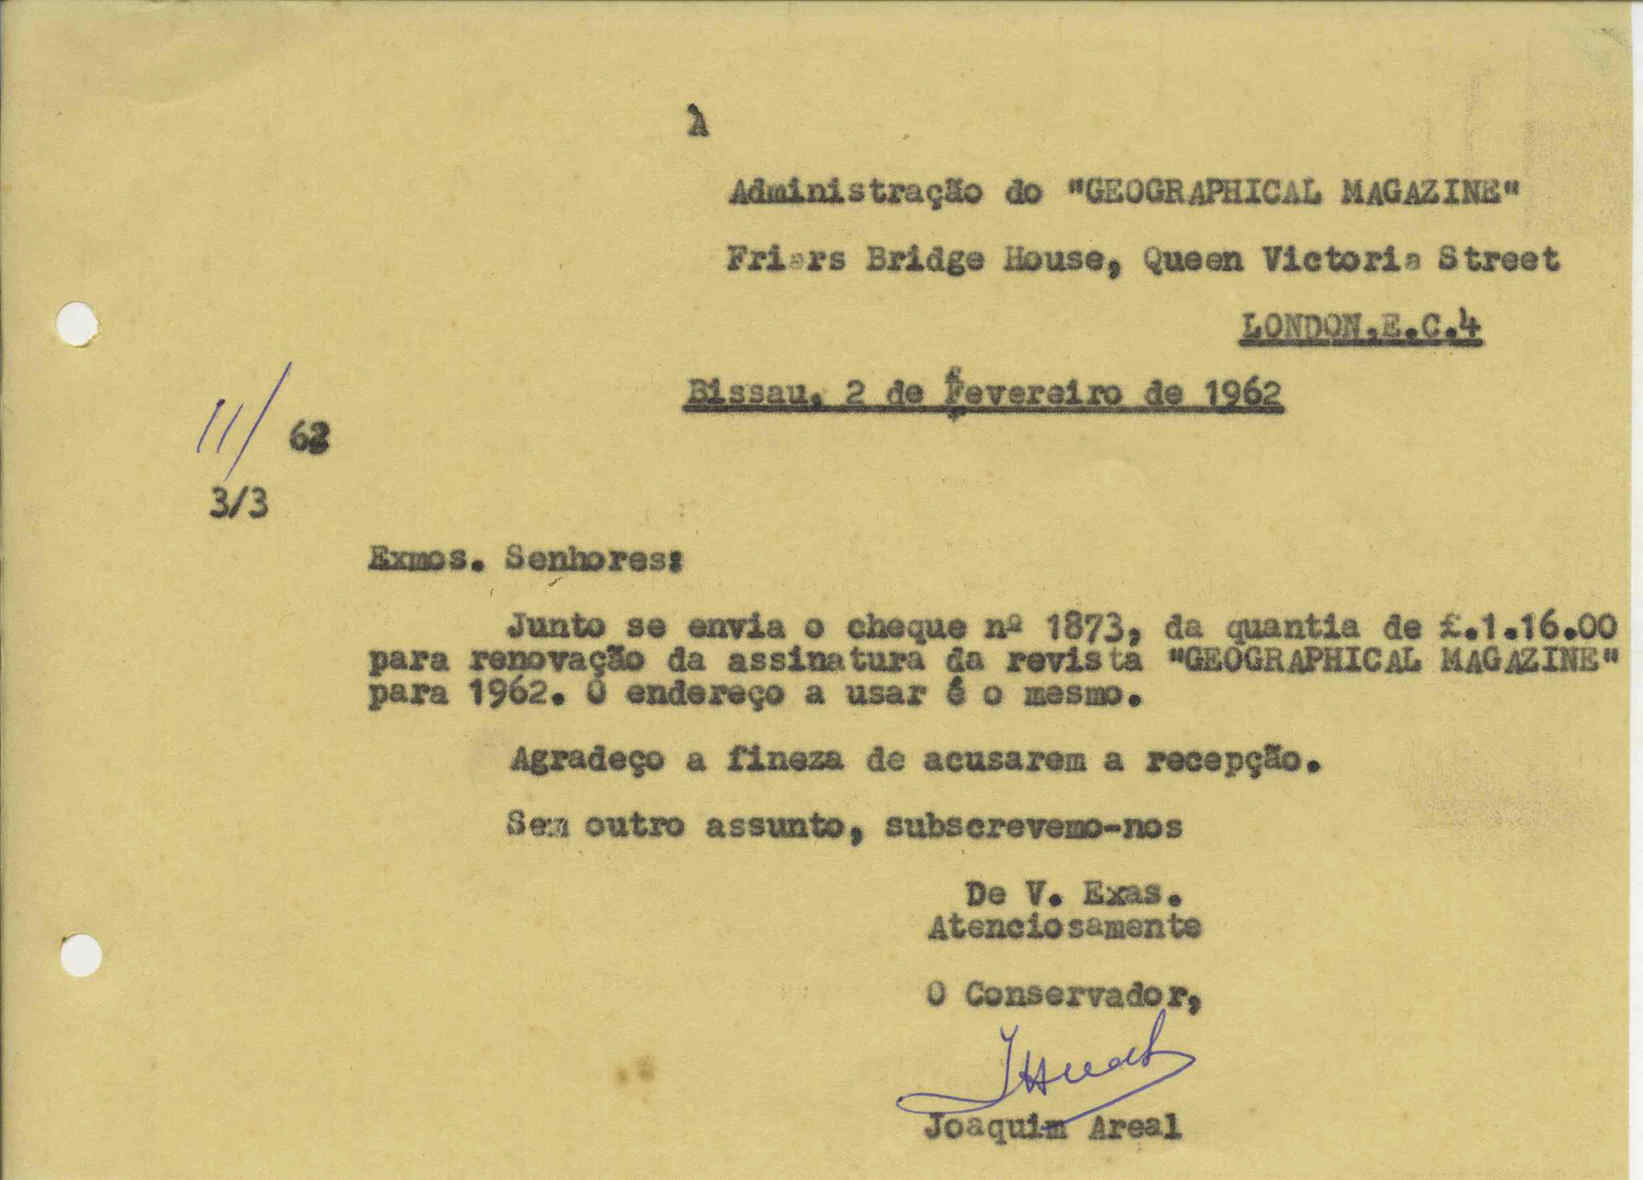 À
Administração do "GEOGRAPHICAL MAGAZINE"
Friars Bridge House, Queen Victoria Street
LONDON.E.C.4
Bissau, 2 de Fevereiro de 1962
11/ 62
3/3
Exmos. Senhores:
Junto se envia o cheque nº 1873, da quantia de £.1.16.00
para renovação da assinatura da revista "GEOGRAPHICAL MAGAZINE"
para 1962. O endereço a usar é o mesmo.
Agradeço a fineza de acusarem a recepção.
Sem outro assunto, subscrevemo-nos
De V. Exas.
Atenciosamente
O Conservador,
Joaquim Areal